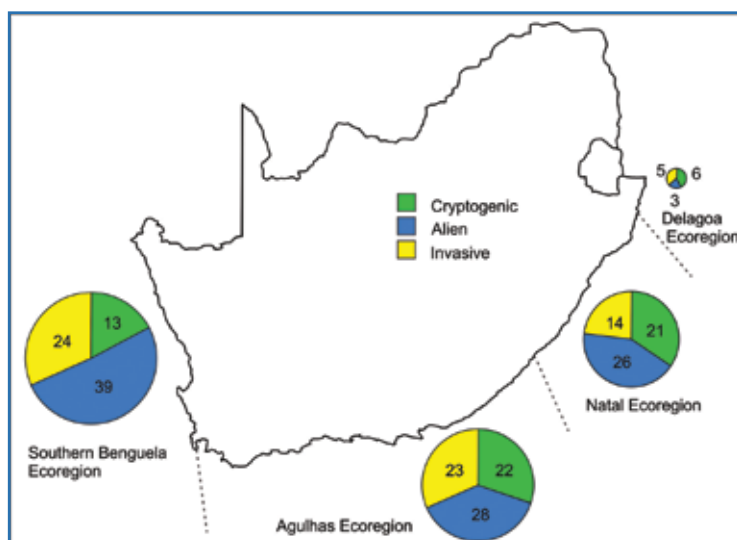 5 6
3
Delagoa
Ecoregion
Cryptogenic
Alien
Invasive
24 13
39
Southern Benguela
Ecoregion
14 21
26
Natal Ecoregion
23 22
28
Agulhas Ecoregion